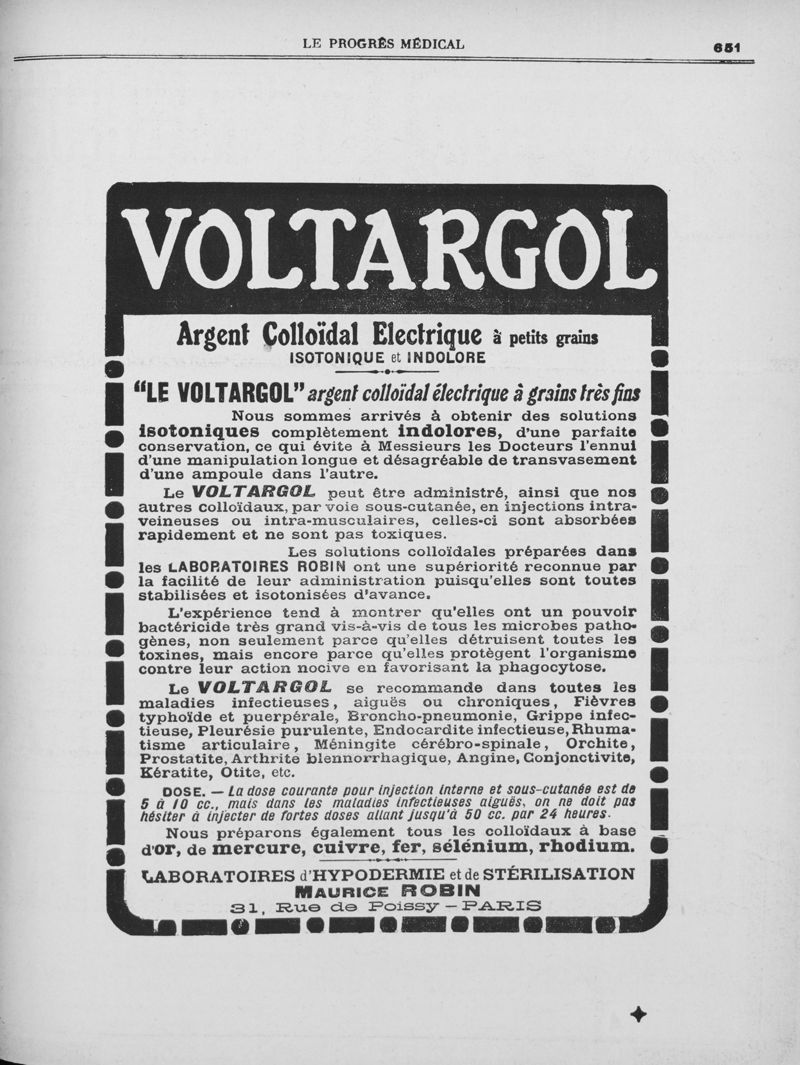 LE PROGRÈS MÉDICAL
651
VOLTARGOL
Argent Colloïdal Electrique à petits grains
ISOTONIQUE et INDOLORE
"LE VOLTARGOL" argent colloïdal électrique à grains très fins
Nous sommes arrivés à obtenir des solutions
isotoniques complètement indolores, d'une parfaite
conservation, ce qui évite à Messieurs les Docteurs l'ennui
d'une manipulation longue et désagréable de transvasement
d'une ampoule dans l'autre.
Le VOLTARGOL peut être administré, ainsi que nos
autres colloïdaux, par voie sous-cutanée, en injections intra-
veineuses ou intra-musculaires, celles-ci sont absorbées
rapidement et ne sont pas toxiques.
Les solutions colloïdales préparées dans
les LABORATOIRES ROBIN ont une supériorité reconnue par
la facilité de leur administration puisqu'elles sont toutes
stabilisées et isotonisées d'avance.
L'expérience tend à montrer qu'elles ont un pouvoir
bactéricide très grand vis-à-vis de tous les microbes patho-
gènes, non seulement parce qu'elles détruisent toutes les
toxines, mais encore parce qu'elles protègent l'organisme
contre leur action nocive en favorisant la phagocytose.
Le VOLTARGOL se recommande dans toutes les
maladies infectieuses, aiguës ou chroniques, Fièvres
typhoïde et puerpérale, Broncho-pneumonie, Grippe infec-
tieuse, Pleurésie purulente, Endocardite infectieuse, Rhuma-
tisme articulaire, Méningite cérébro-spinale, Orchite,
Prostatite, Arthrite blennorrhagique, Angine, Conjonctivite,
Kératite, Otite, etc.
DOSE. — La dose courante pour injection interne et sous-cutanée est de
5 à 10 cc., mais dans les maladies infectieuses aiguës, on ne doit pas
hésiter à injecter de fortes doses allant jusqu'à 50 cc. par 24 heures.
Nous préparons également tous les colloïdaux à base
d'or, de mercure, cuivre, fer, sélénium, rhodium.
LABORATOIRES d'HYPODERMIE et de STÉRILISATION
MAURICE ROBIN
31, Rue de Poissy — PARIS